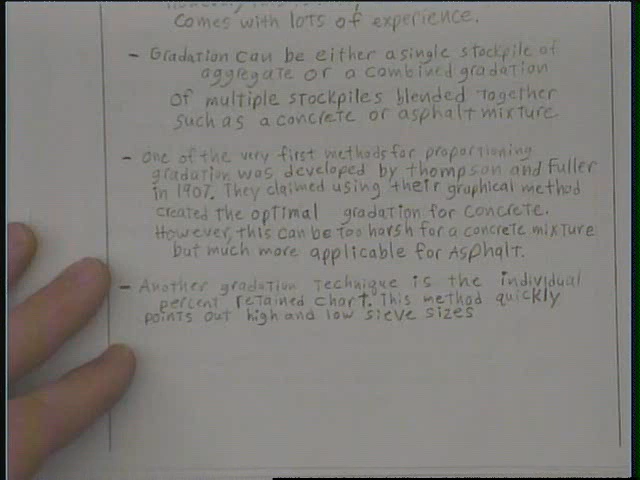 comes with lots of experience.
- Gradation can be either a single stockpile of
aggregate or a combined gradation
of multiple stockpiles blended together
such as a concrete or asphalt mixture
- One of the very first methods for proportioning
gradation was developed by thompson and Fuller
in 1907. They claimed using their graphical method
created the optimal gradation for concrete.
However, this can be too harsh for a concrete mixture
but much more applicable for Asphalt.
- Another gradation technique is the individual
percent retained chart. This method quickly
points out high and low sieve sizes